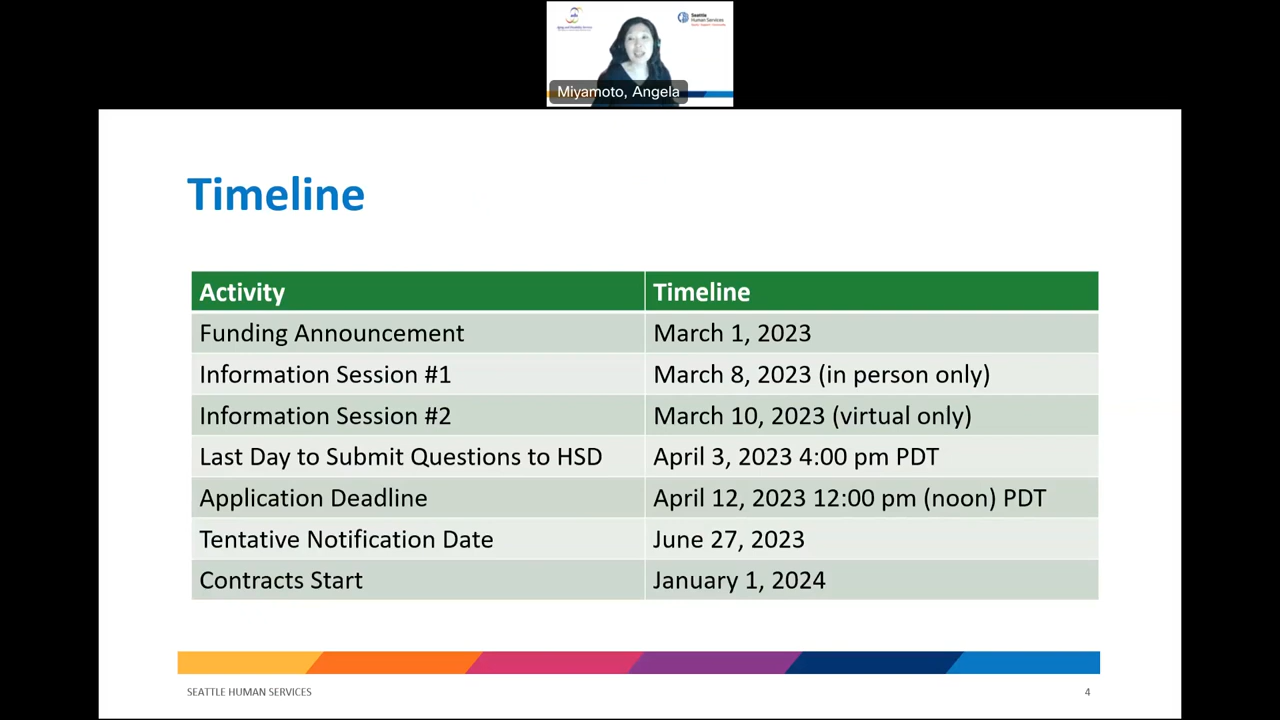 Seattle
Human Services
Miyamoto, Angela
Timeline
Activity Timeline
Funding Announcement March 1, 2023
Information Session #1 March 8, 2023 (in person only)
Information Session #2 March 10, 2023 (virtual only)
Last Day to Submit Questions to HSD April 3, 2023 4:00 pm PDT
Application Deadline April 12, 2023 12:00 pm (noon) PDT
Tentative Notification Date June 27, 2023
Contracts Start January 1, 2024
SEATTLE HUMAN SERVICES 4